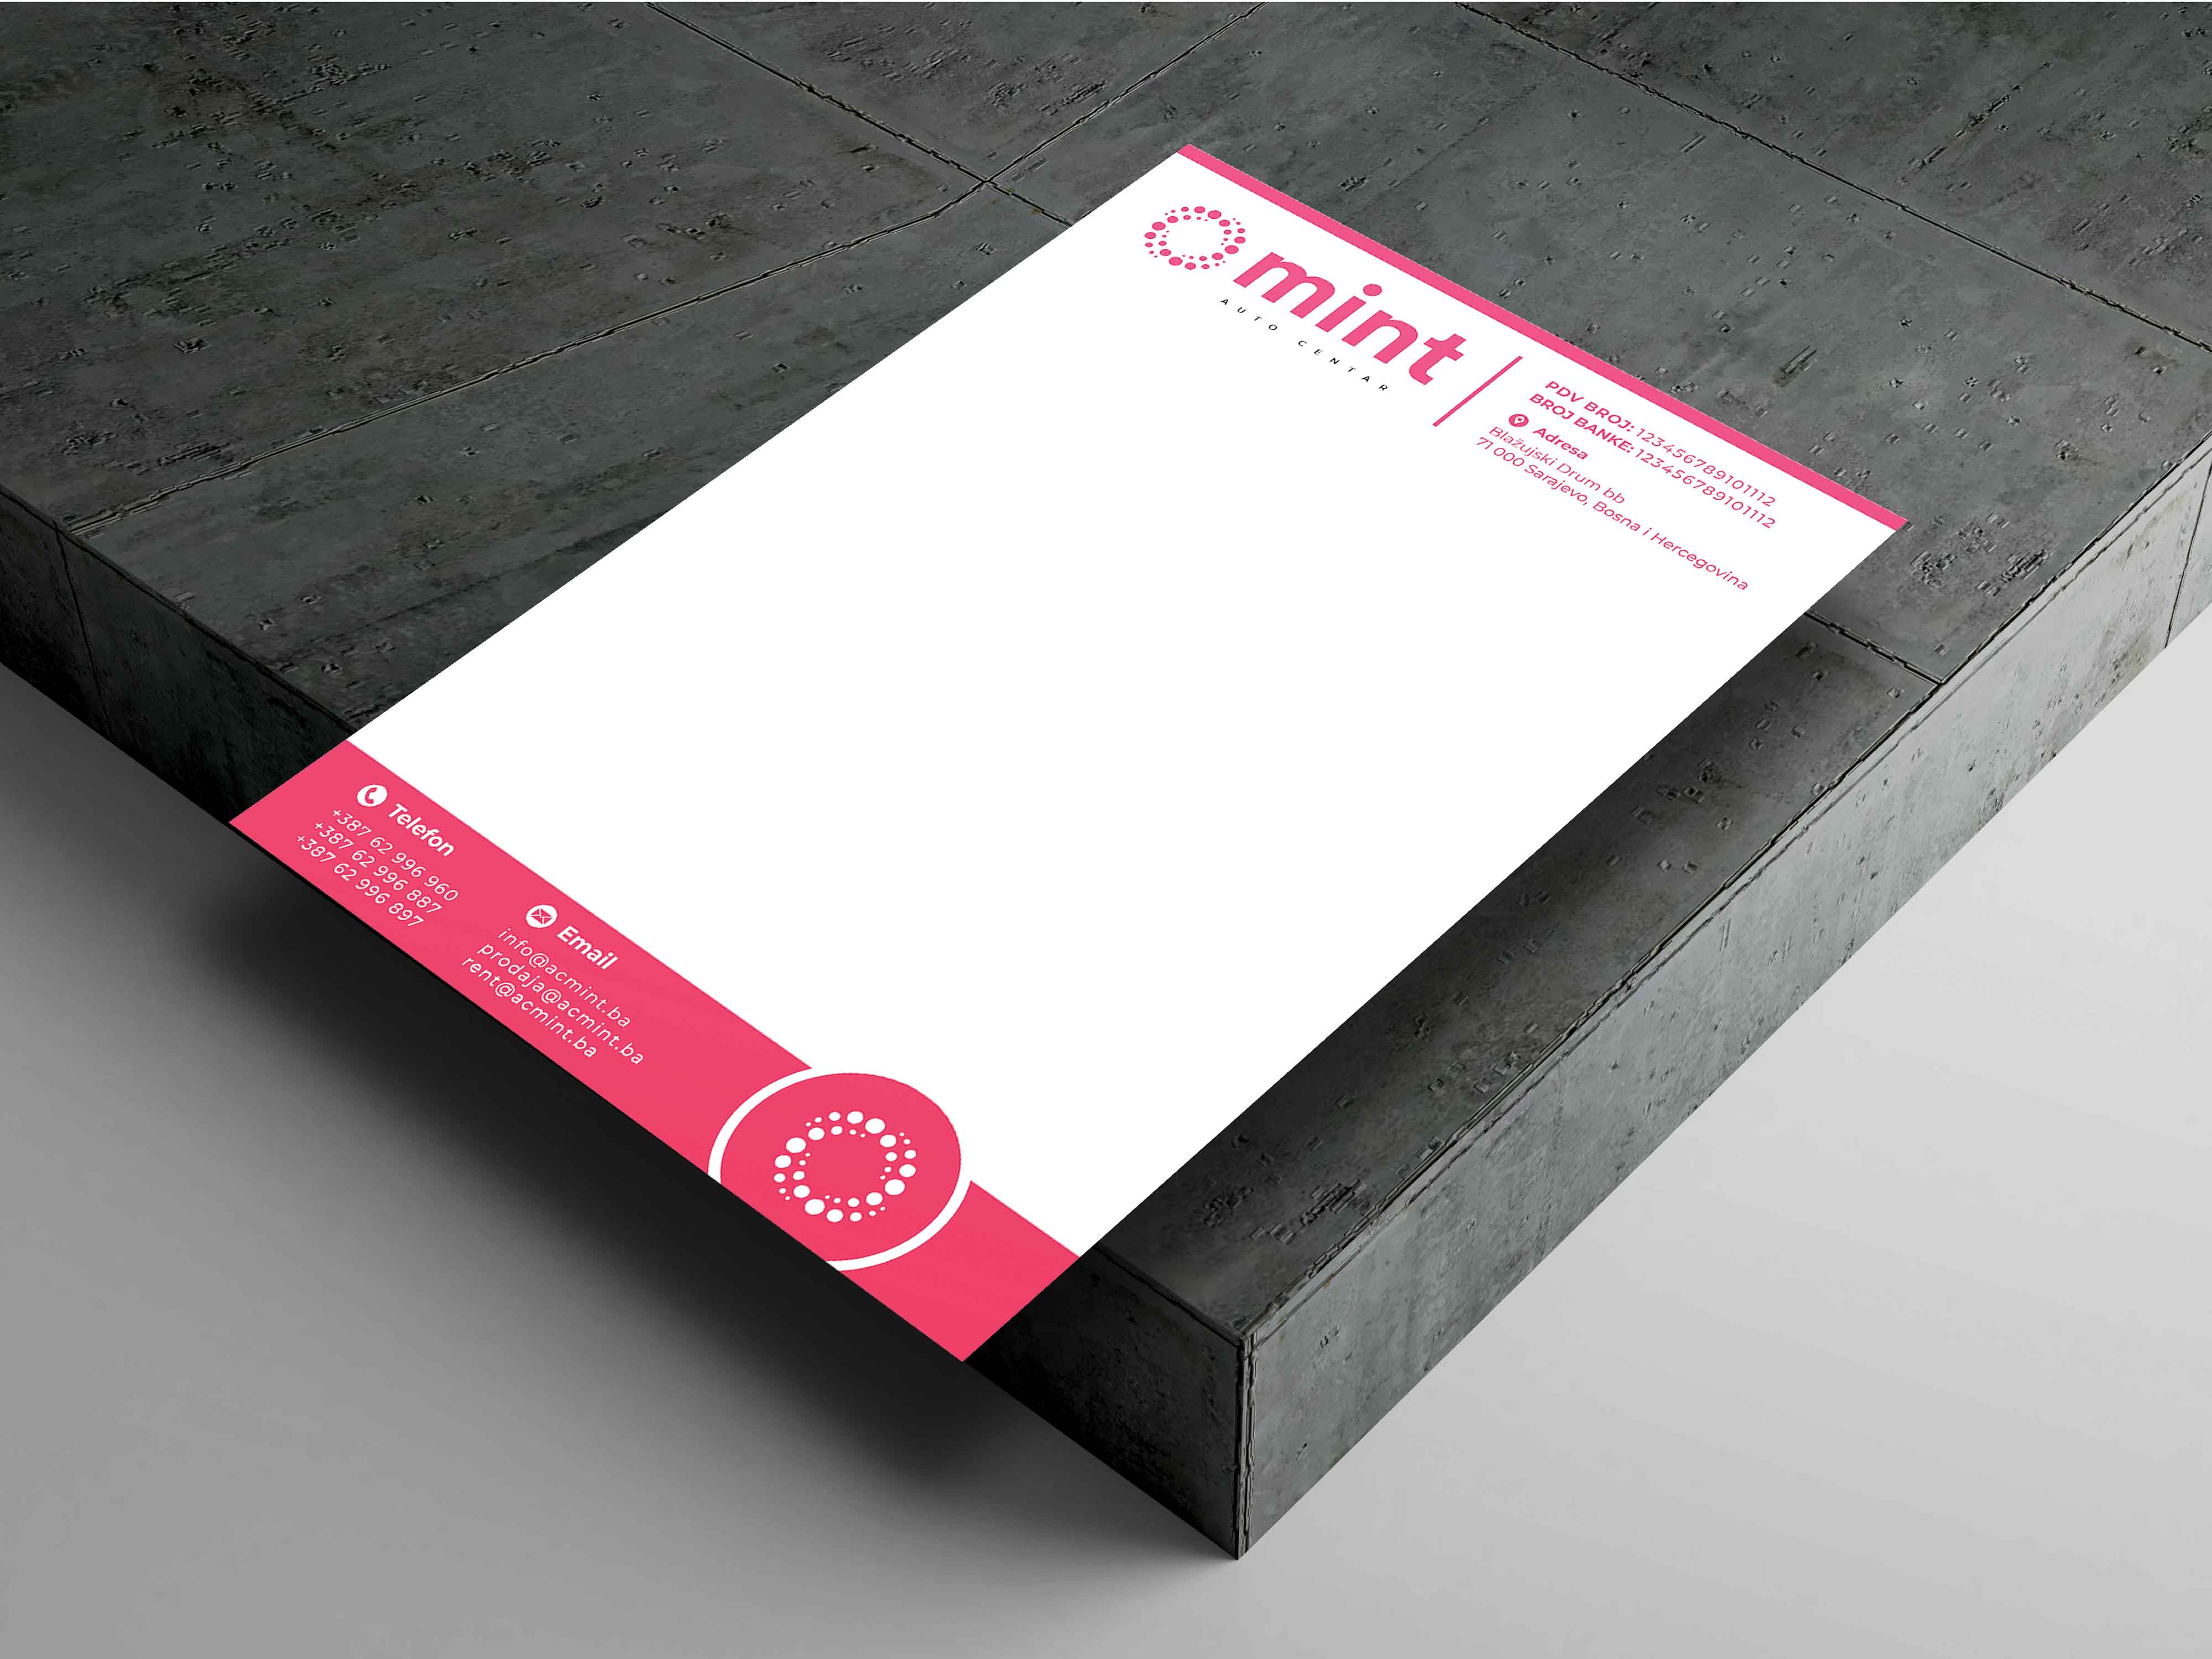 mint
AUTO CENTAR
PDV BROJ: 123456789101112
BROJ BANKE: 123456789101112
Adresa
Blažujski Drum bb
71 000 Sarajevo, Bosna i Hercegovina
Telefon
+387 62 996 960
+387 62 996 887
+387 62 996 897
Email
info@acmint.ba
prodaja@acmint.ba
rent@acmint.ba